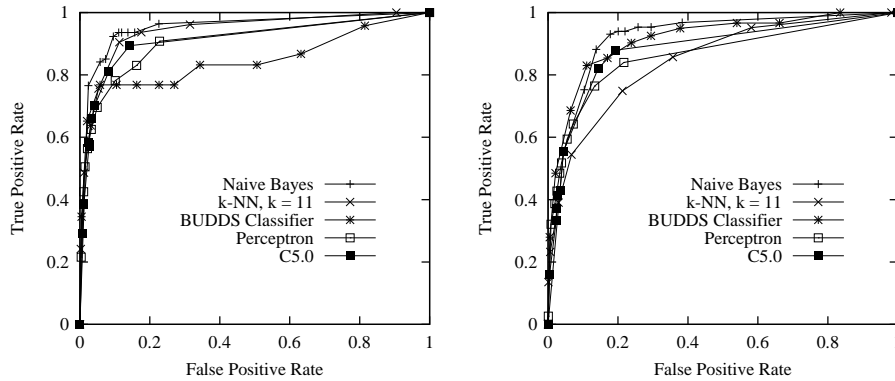 1
0.8
0.6
0.4
0.2
0
True Positive Rate
Naive Bayes
k-NN, k = 11
BUDDS Classifier
Perceptron
C5.0
0 0.2 0.4 0.6 0.8 1
False Positive Rate
1
0.8
0.6
0.4
0.2
0
True Positive Rate
Naive Bayes
k-NN, k = 11
BUDDS Classifier
Perceptron
C5.0
0 0.2 0.4 0.6 0.8
False Positive Rate